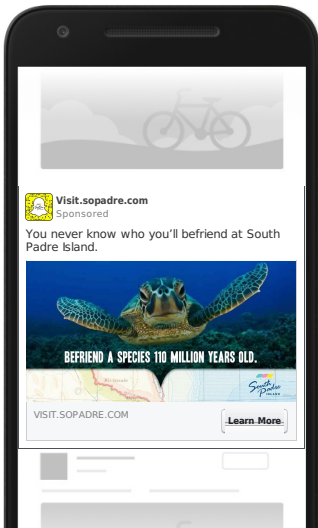 Visit.sopadre.com
Sponsored
You never know who you'll befriend at South
Padre Island.
BEFRIEND A SPECIES 110 MILLION YEARS OLD.
South
Padre
ISLAND
VISIT.SOPADRE.COM
Learn More